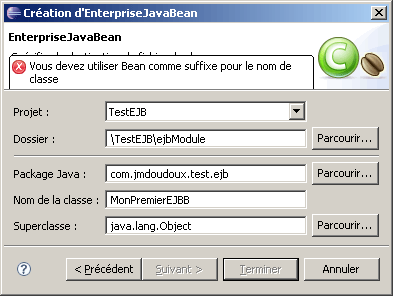 Création d'EnterpriseJavaBean
EnterpriseJavaBean
Vous devez utiliser Bean comme suffixe pour le nom de
classe
Projet : TestEJB
Dossier : \TestEJB\ejbModule Parcourir...
Package Java : com.jmdoudoux.test.ejb Parcourir...
Nom de la classe : MonPremierEJBB
Superclasse : java.lang.Object Parcourir...
? < Précédent Suivant > Terminer Annuler